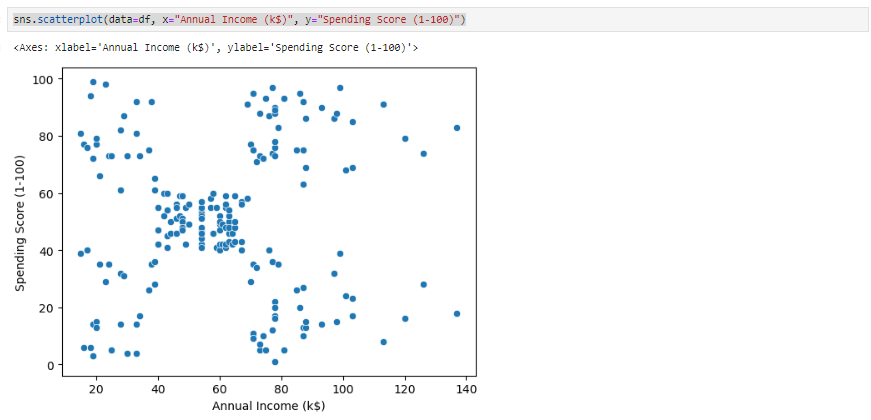 sns.scatterplot(data=df, x="Annual Income (k$)", y="Spending Score (1-100)")
<Axes: xlabel='Annual Income (k$)', ylabel='Spending Score (1-100)'>
100
80
60
40
20
0
Spending Score (1-100)
20 40 60 80 100 120 140
Annual Income (k$)